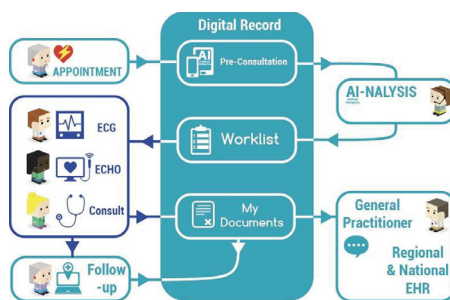 Digital Record
APPOINTMENT
AI
Pre-Consultation
AI-NALYSIS
ECG
ECHO
Consult
Worklist
My
Documents
General
Practitioner
Regional
& National
EHR
Follow
-up